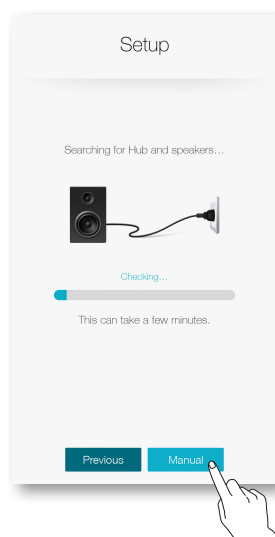 Setup
Searching for Hub and speakers...
Checking...
This can take a few minutes.
Previous
Manual